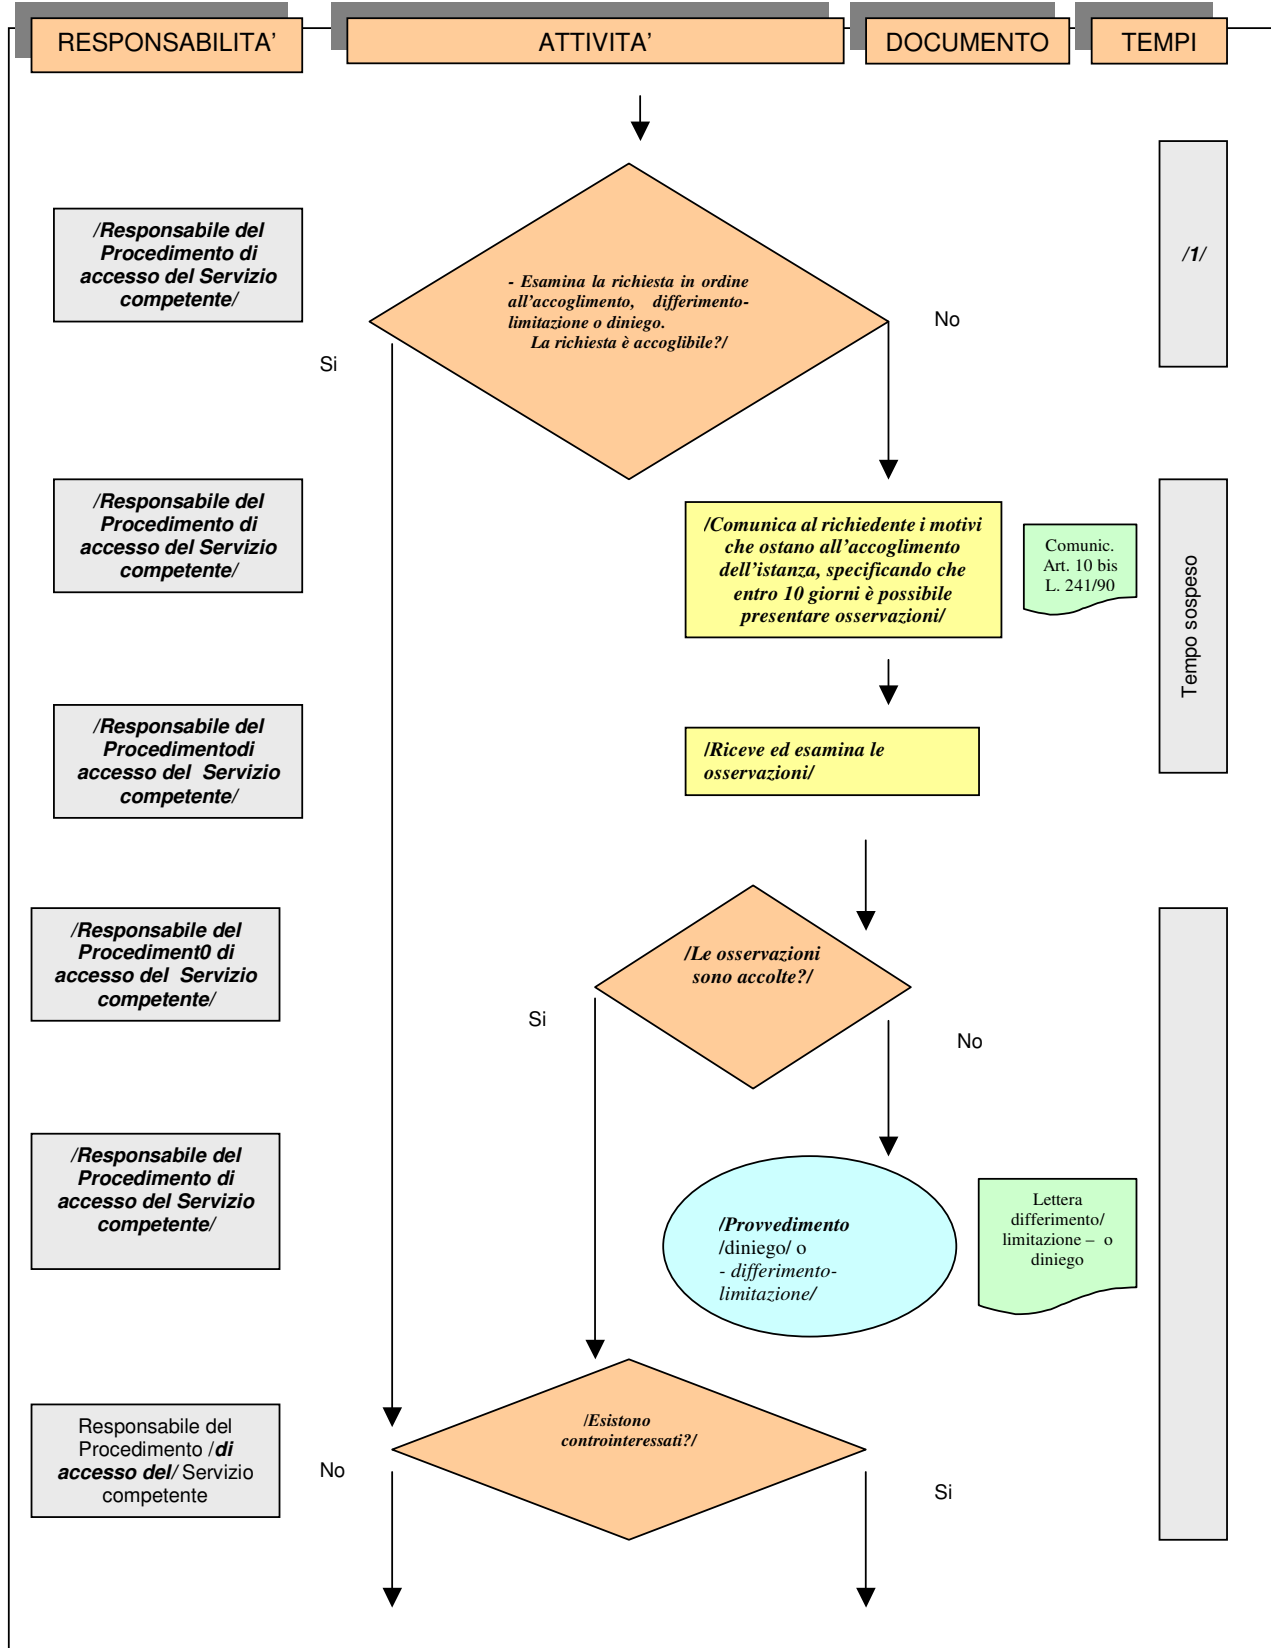 RESPONSABILITA’
ATTIVITA’
DOCUMENTO
TEMPI
/Responsabile del
Procedimento di
accesso del Servizio
competente/
- Esamina la richiesta in ordine
all’accoglimento, differimento-
limitazione o diniego.
La richiesta è accoglibile?/
/1/
No
Si
/Responsabile del
Procedimento di
accesso del Servizio
competente/
/Comunica al richiedente i motivi
che ostano all’accoglimento
dell’istanza, specificando che
entro 10 giorni è possibile
presentare osservazioni/
Comunic.
Art. 10 bis
L. 241/90
Tempo sospeso
/Responsabile del
Procedimentodi
accesso del Servizio
competente/
/Riceve ed esamina le
osservazioni/
/Responsabile del
Procediment0 di
accesso del Servizio
competente/
/Le osservazioni
sono accolte?/
Si
No
/Responsabile del
Procedimento di
accesso del Servizio
competente/
/Provvedimento
/diniego/ o
- differimento-
limitazione/
Lettera
differimento/
limitazione – o
diniego
Responsabile del
Procedimento /di
accesso del/ Servizio
competente
/Esistono
controinteressati?/
No
Si